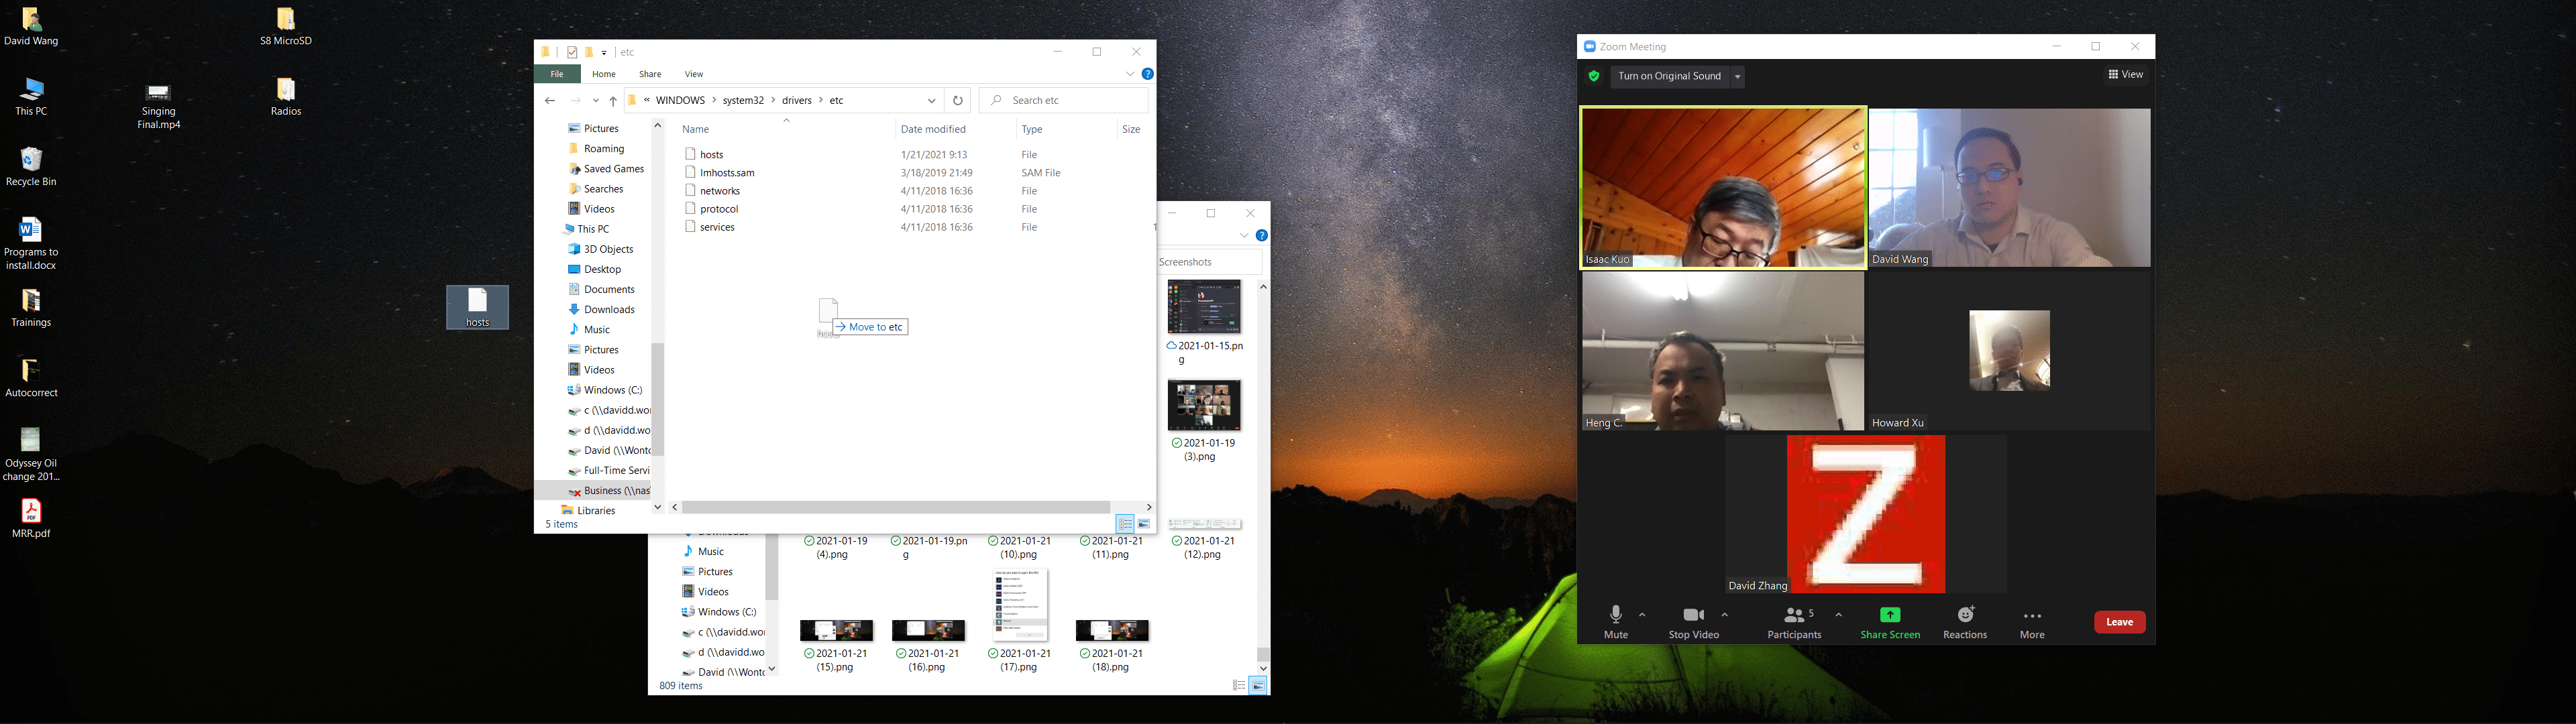 David Wang
This PC
Recycle Bin
Programs to
install.docx
Trainings
Autocorrect
Odyssey Oil
change 201...
MRR.pdf
Singing
Final.mp4
S8 MicroSD
Radios
hosts
etc
File Home Share View
« WINDOWS > system32 > drivers > etc
Search etc
Name Date modified Type Size
hosts 1/21/2021 9:13 File
lmhosts.sam 3/18/2019 21:49 SAM File
networks 4/11/2018 16:36 File
protocol 4/11/2018 16:36 File
services 4/11/2018 16:36 File
1
Move to etc
Pictures
Roaming
Saved Games
Searches
Videos
This PC
3D Objects
Desktop
Documents
Downloads
Music
Pictures
Videos
Windows (C:)
c (\\davidd.wo
d (\\davidd.wo
David (\\Wont
Full-Time Servi
Business (\\nas
Libraries
5 items
Screenshots
2021-01-15.pn
g
2021-01-19
(3).png
2021-01-19
(4).png
2021-01-19.pn
g
2021-01-21
(10).png
2021-01-21
(11).png
2021-01-21
(12).png
2021-01-21
(15).png
2021-01-21
(16).png
2021-01-21
(17).png
2021-01-21
(18).png
Music
Pictures
Videos
Windows (C:)
c (\\davidd.wo
d (\\davidd.wo
David (\\Wont
809 items
Zoom Meeting
Turn on Original Sound
View
Isaac Kuo
David Wang
Heng C.
Howard Xu
Z
David Zhang
Mute
Stop Video
5
Participants
Share Screen
Reactions
More
Leave